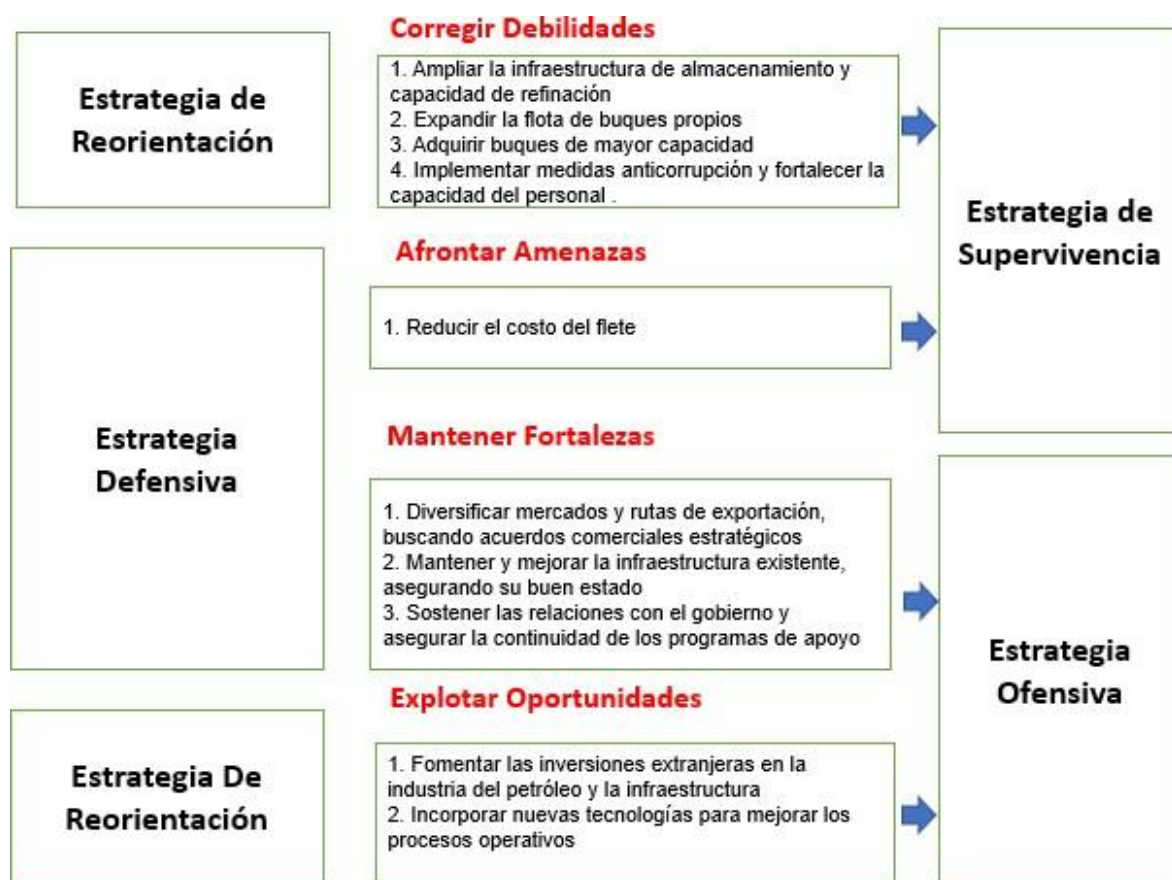 Corregir Debilidades
Estrategia de
Reorientación
1. Ampliar la infraestructura de almacenamiento y
capacidad de refinación
2. Expandir la flota de buques propios
3. Adquirir buques de mayor capacidad
4. Implementar medidas anticorrupción y fortalecer la
capacidad del personal .
Estrategia de
Supervivencia
Afrontar Amenazas
1. Reducir el costo del flete
Estrategia
Defensiva
Mantener Fortalezas
1. Diversificar mercados y rutas de exportación,
buscando acuerdos comerciales estratégicos
2. Mantener y mejorar la infraestructura existente,
asegurando su buen estado
3. Sostener las relaciones con el gobierno y
asegurar la continuidad de los programas de apoyo
Estrategia
Ofensiva
Explotar Oportunidades
Estrategia De
Reorientación
1. Fomentar las inversiones extranjeras en la
industria del petróleo y la infraestructura
2. Incorporar nuevas tecnologías para mejorar los
procesos operativos